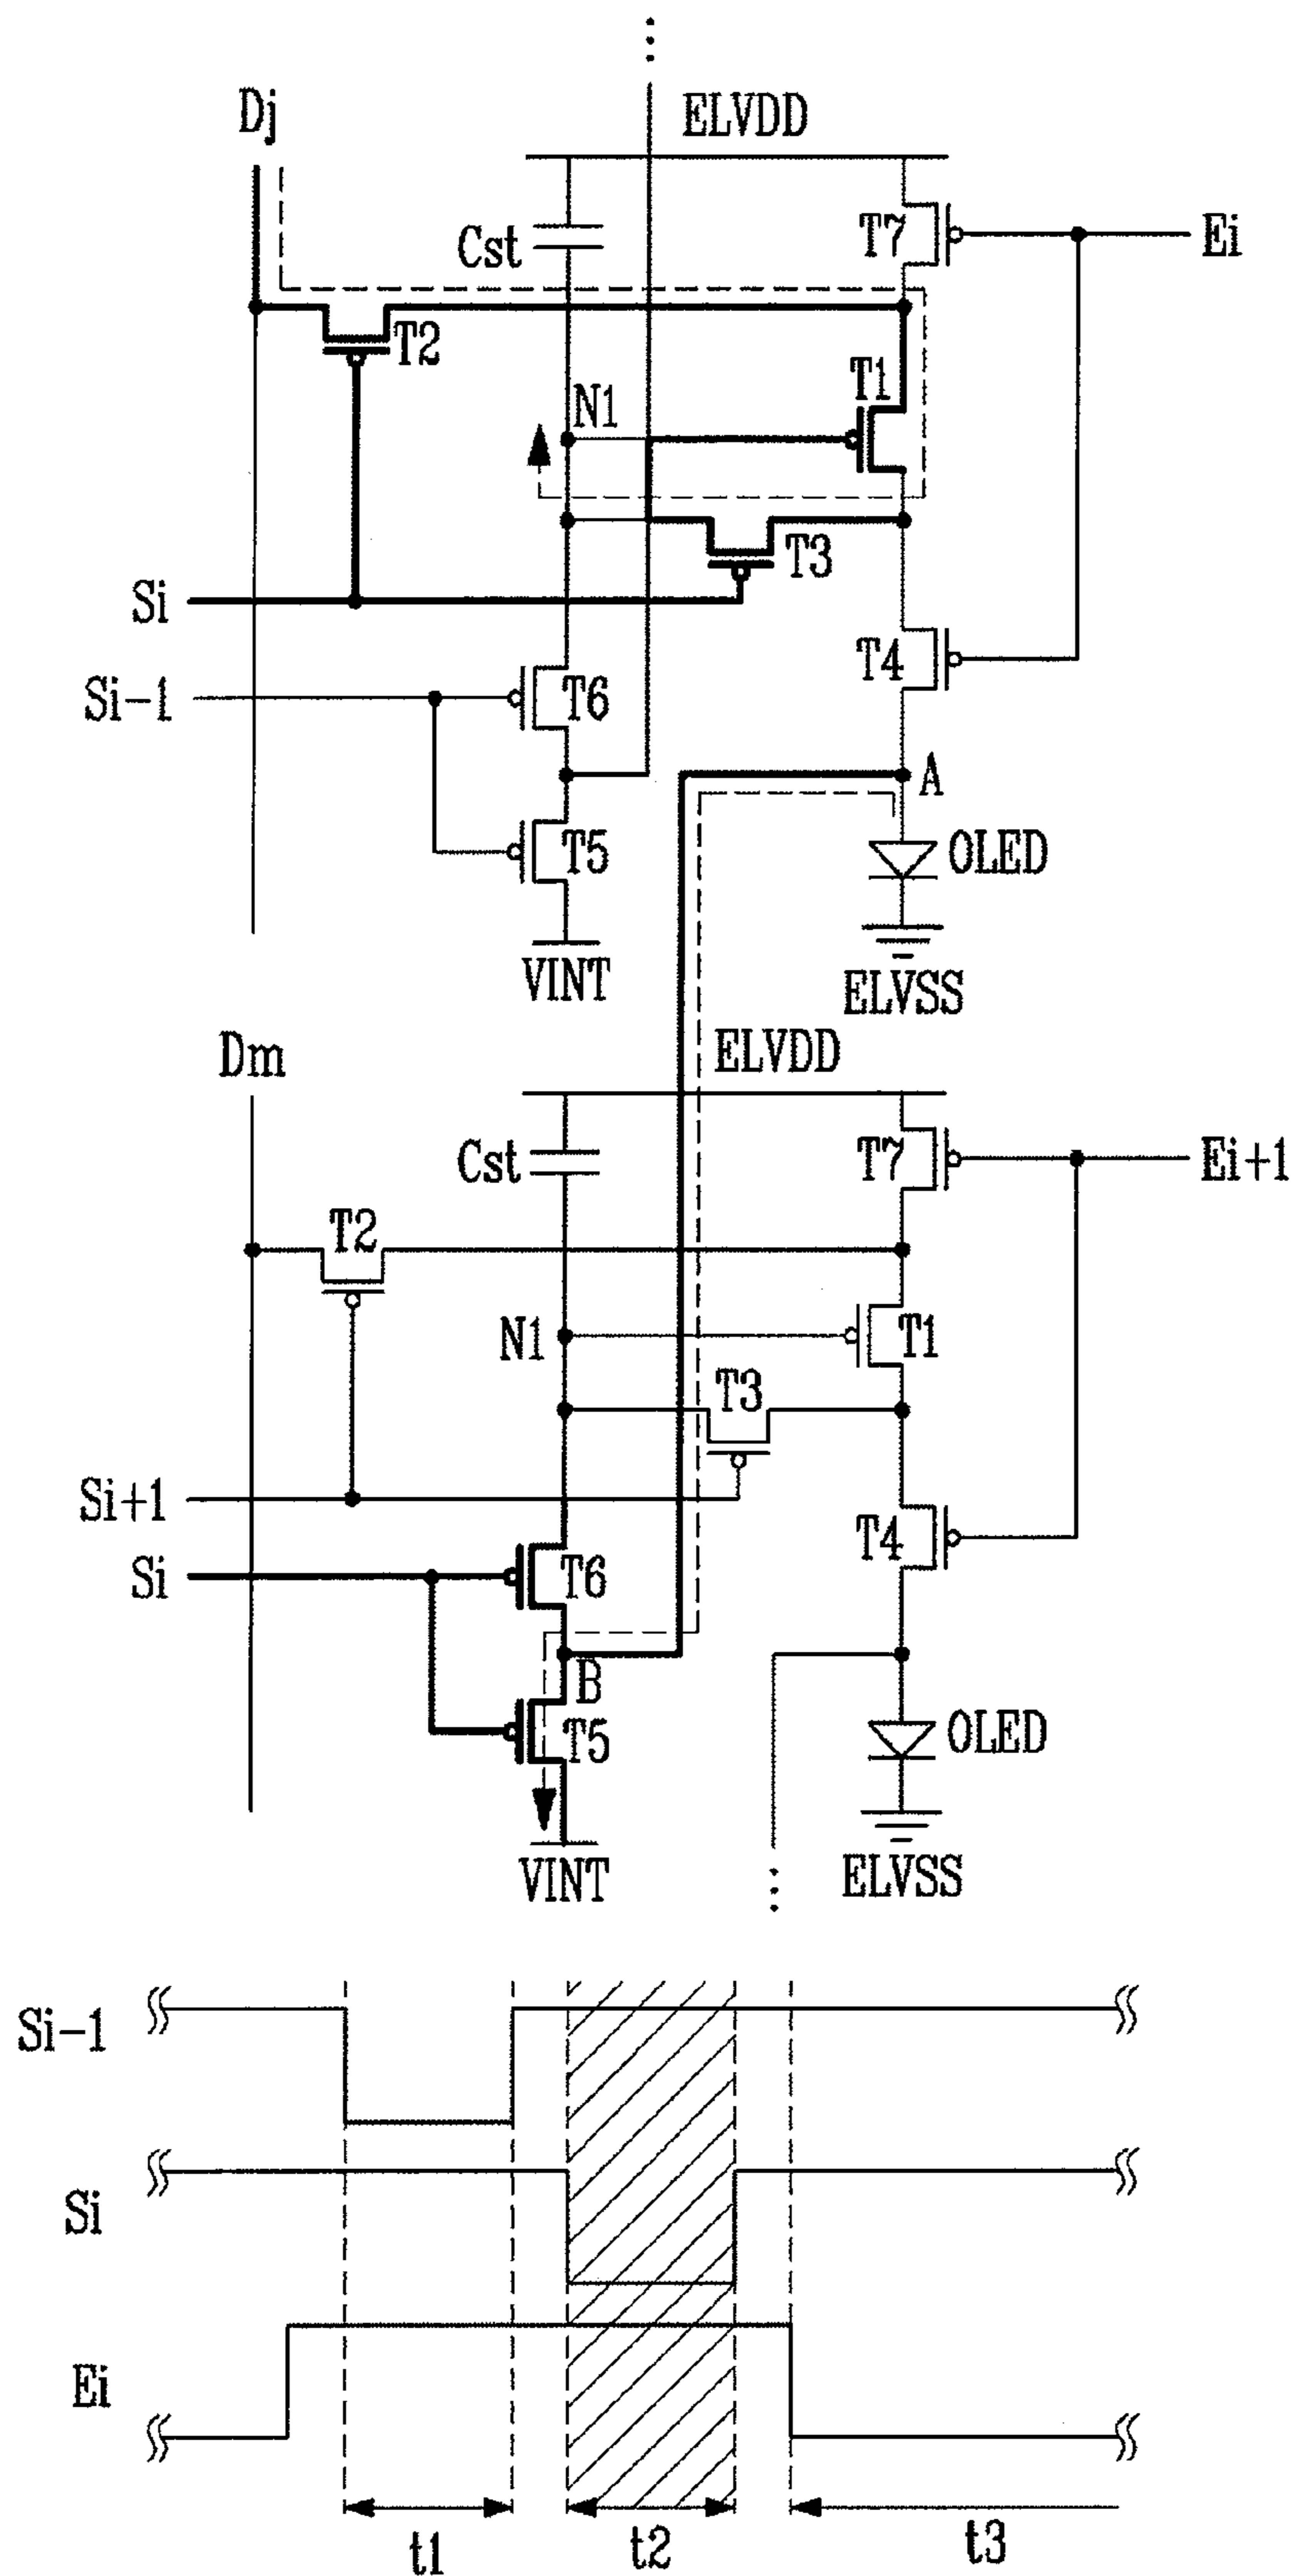 Dj
ELVDD
Cst
T7
Ei
T2
T1
N1
T3
Si
T4
Si-1
T6
A
T5
OLED
VINT
ELVSS
Dm
ELVDD
Cst
T7
Ei+1
T2
N1
T1
T3
Si+1
T4
Si
T6
B
T5
OLED
VINT
ELVSS
Si-1
Si
Ei
t1
t2
t3